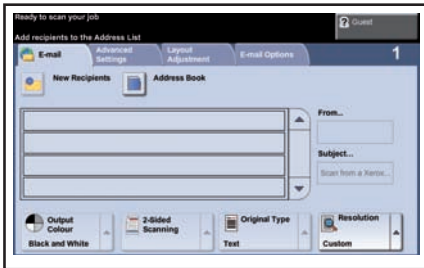 Ready to scan your job
Guest
Add recipients to the Address List
E-mail
Advanced Settings
Layout Adjustment
E-mail Options
1
New Recipients
Address Book
From...
Subject...
Scan from a Xerox...
Output Colour
Black and White
2-Sided Scanning
Original Type
Text
Resolution
Custom